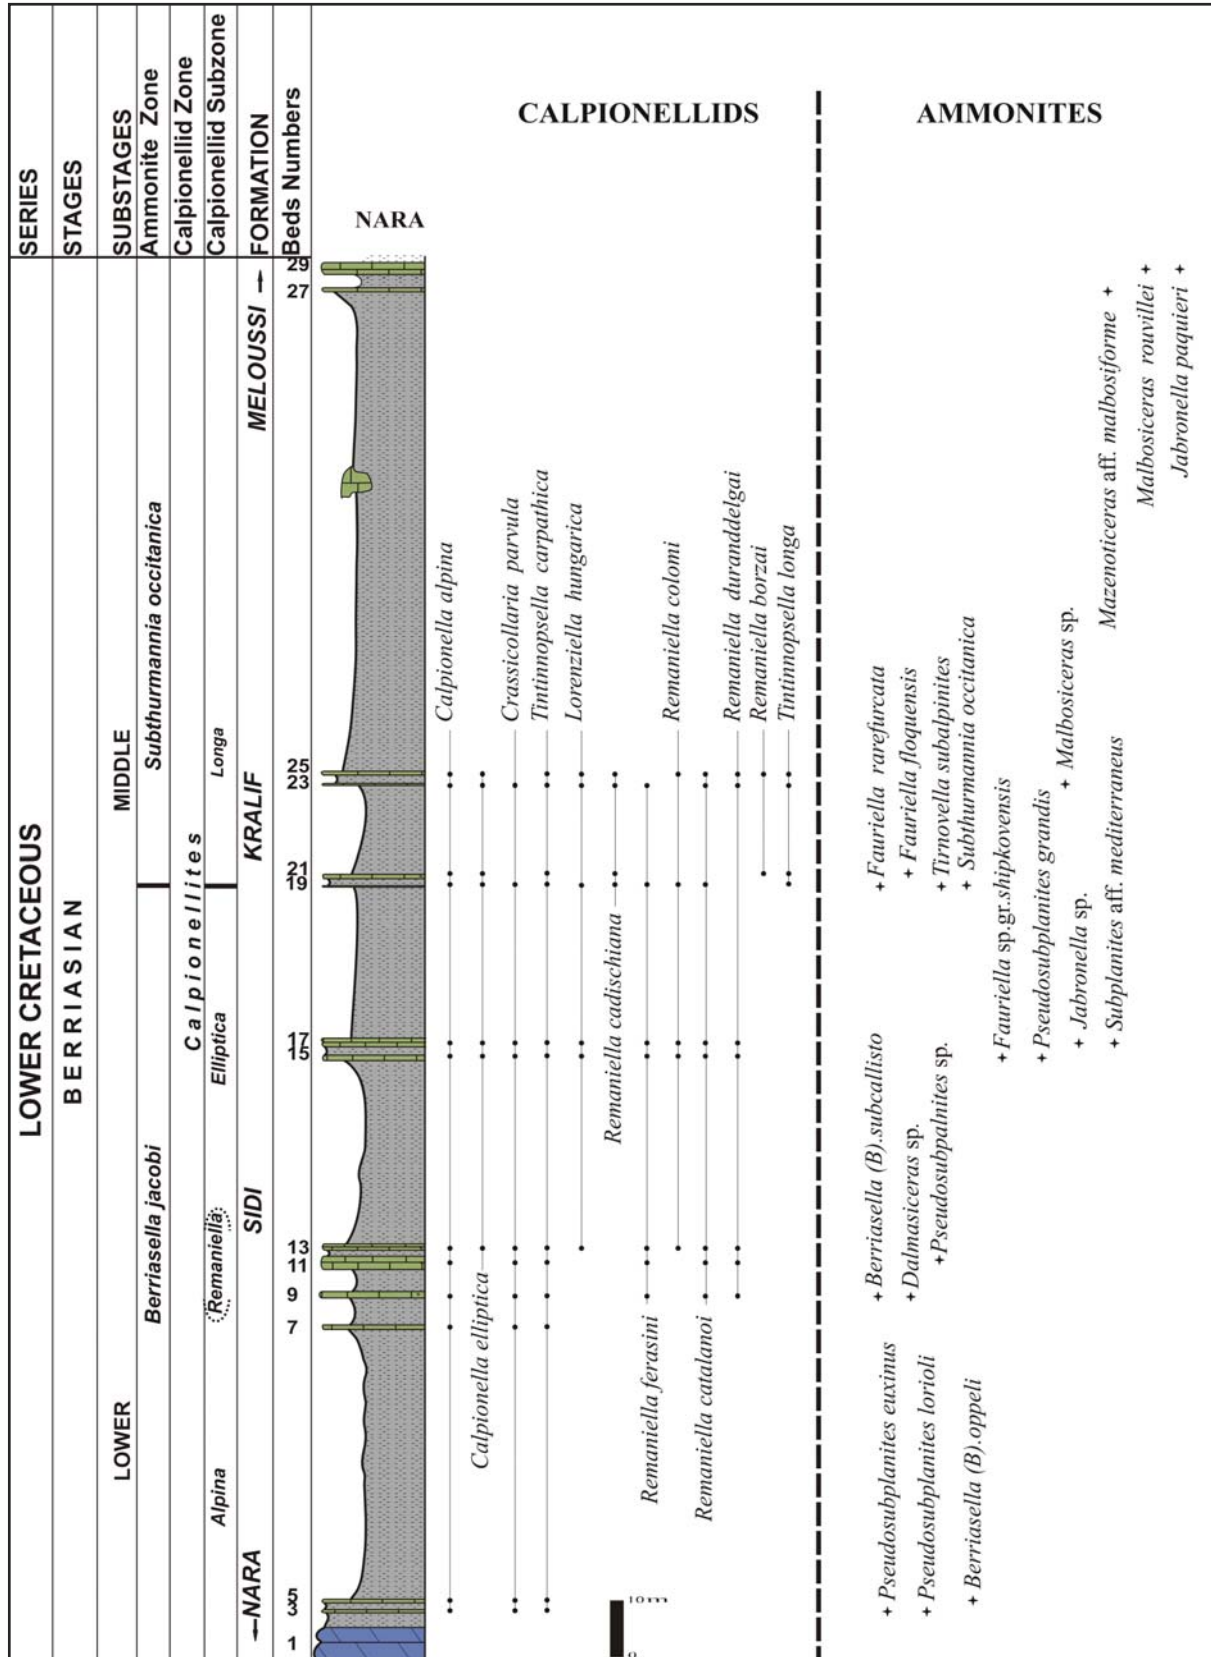 SERIES
LOWER CRETACEOUS
STAGES
BERRIASIAN
SUBSTAGES
LOWER
MIDDLE
Ammonite Zone
Berriasella jacobi
Subthurmannia occitanica
Calpionellid Zone
Calpionellites
Calpionellid Subzone
Alpina
Remaniella
Elliptica
Longa
FORMATION
←NARA
SIDI
KRALIF
MELOUSSI →
Beds Numbers
1
3
5
7
9
11
13
15
17
19
21
23
25
27
29
NARA
CALPIONELLIDS
Calpionella alpina
Calpionella elliptica
Crassicollaria parvula
Tintinnopsella carpathica
Lorenziella hungarica
Remaniella cadischiana
Remaniella ferasini
Remaniella colomi
Remaniella catalanoi
Remaniella duranddelgai
Remaniella borzai
Tintinnopsella longa
0
10m
AMMONITES
+ Pseudosubplanites euxinus
+ Pseudosubplanites lorioli
+ Berriasella (B).oppeli
+ Berriasella (B).subcallisto
+ Dalmasiceras sp.
+Pseudosubpalnites sp.
+ Fauriella sp.gr.shipkovensis
+ Pseudosubplanites grandis
+ Jabronella sp.
+ Subplanites aff. mediterraneus
+ Fauriella rarefurcata
+ Fauriella floquensis
+ Tirnovella subalpinites
+ Subthurmannia occitanica
+ Malbosiceras sp.
Mazenoticeras aff. malbosiforme +
Malbosiceras rouvillei +
Jabronella paquieri +